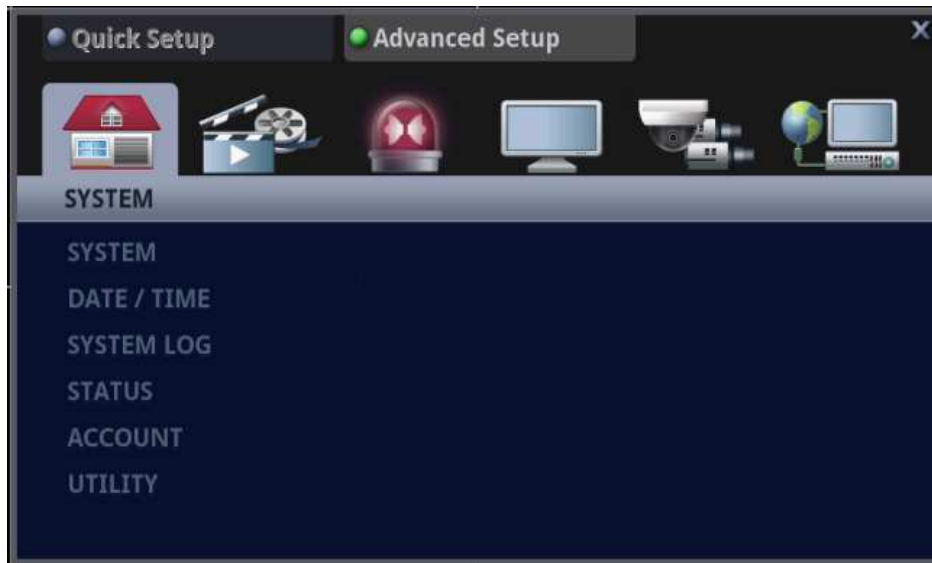 Quick Setup
Advanced Setup
X
SYSTEM
SYSTEM
DATE / TIME
SYSTEM LOG
STATUS
ACCOUNT
UTILITY